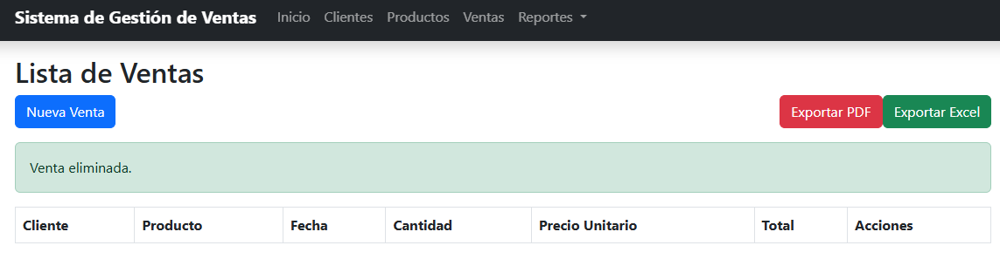 Sistema de Gestión de Ventas Inicio Clientes Productos Ventas Reportes
Lista de Ventas
Nueva Venta Exportar PDF Exportar Excel
Venta eliminada.
Cliente Producto Fecha Cantidad Precio Unitario Total Acciones